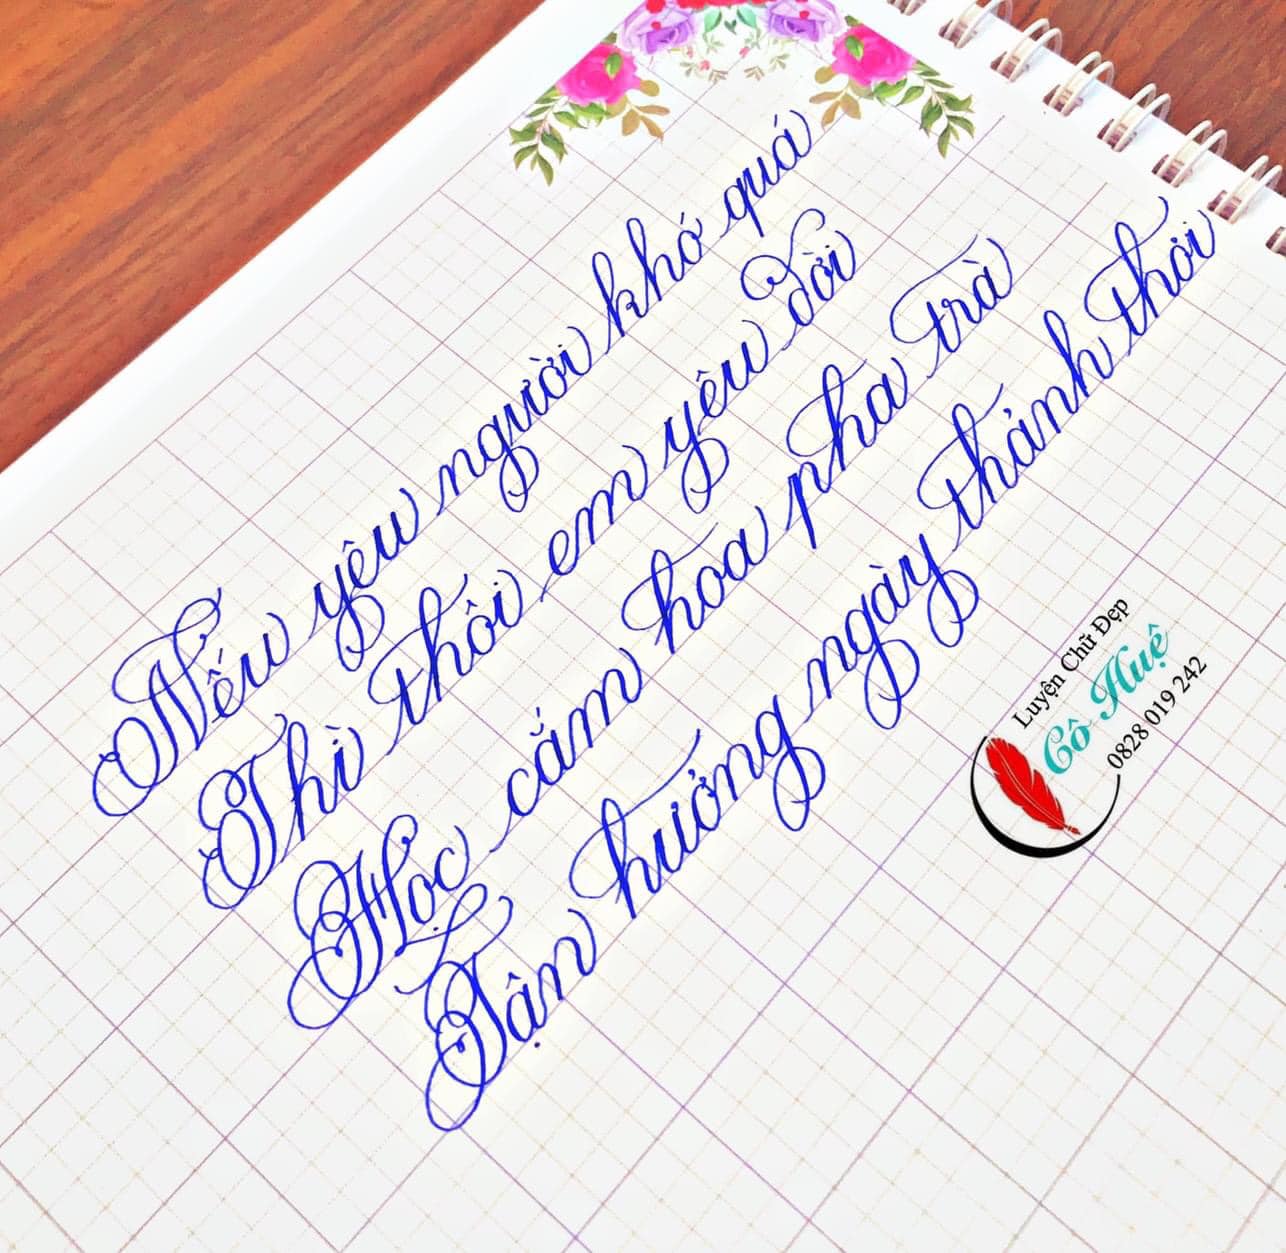 Nếu yêu người khó quá
Thì thôi em yêu đời
Học cắm hoa pha trà
Tận hưởng ngày thảnh thơi
Luyện Chữ Đẹp
Cô Huệ
0828 019 242